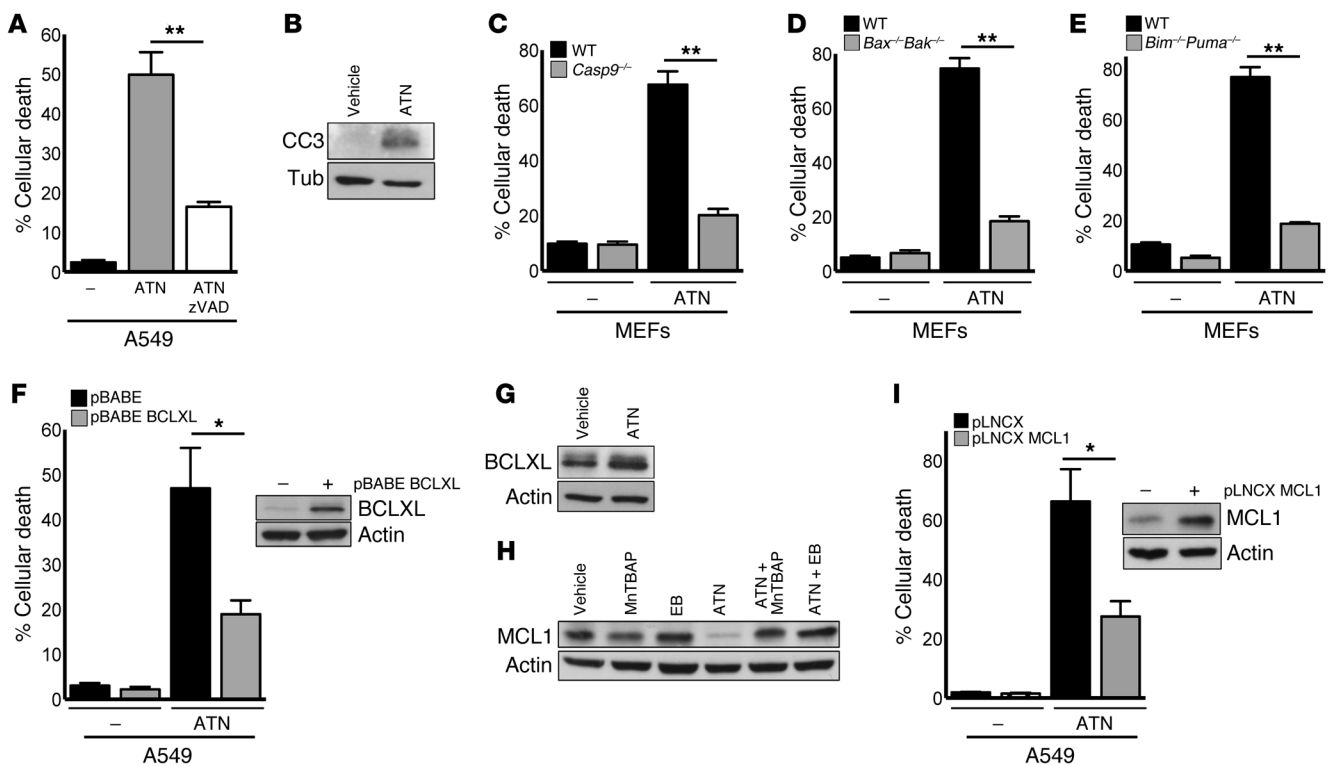 A
% Cellular death
60
50
40
30
20
10
0
**
–
ATN
ATN
zVAD
A549
B
Vehicle
ATN
CC3
Tub
C
WT
Casp9–/–
% Cellular death
80
60
40
20
0
**
–
ATN
MEFs
D
WT
Bax–/–Bak–/–
% Cellular death
80
60
40
20
0
**
–
ATN
MEFs
E
WT
Bim–/–Puma–/–
% Cellular death
80
60
40
20
0
**
–
ATN
MEFs
F
pBABE
pBABE BCLXL
% Cellular death
60
50
40
30
20
10
0
*
–
ATN
A549
– + pBABE BCLXL
BCLXL
Actin
G
Vehicle
ATN
BCLXL
Actin
H
Vehicle
MnTBAP
EB
ATN
ATN +
MnTBAP
ATN + EB
MCL1
Actin
I
pLNCX
pLNCX MCL1
% Cellular death
80
60
40
20
0
*
–
ATN
A549
– + pLNCX MCL1
MCL1
Actin